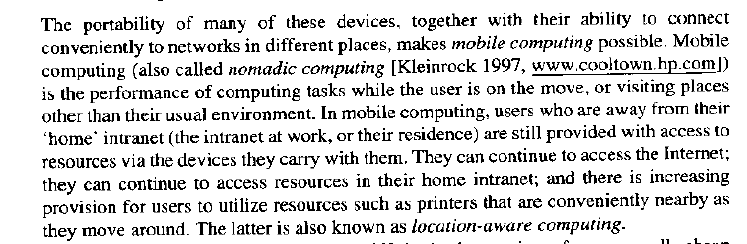 The portability of many of these devices, together with their ability to connect
conveniently to networks in different places, makes mobile computing possible. Mobile
computing (also called nomadic computing [Kleinrock 1997, www.cooltown.hp.com])
is the performance of computing tasks while the user is on the move, or visiting places
other than their usual environment. In mobile computing, users who are away from their
‘home’ intranet (the intranet at work, or their residence) are still provided with access to
resources via the devices they carry with them. They can continue to access the Internet;
they can continue to access resources in their home intranet; and there is increasing
provision for users to utilize resources such as printers that are conveniently nearby as
they move around. The latter is also known as location-aware computing.